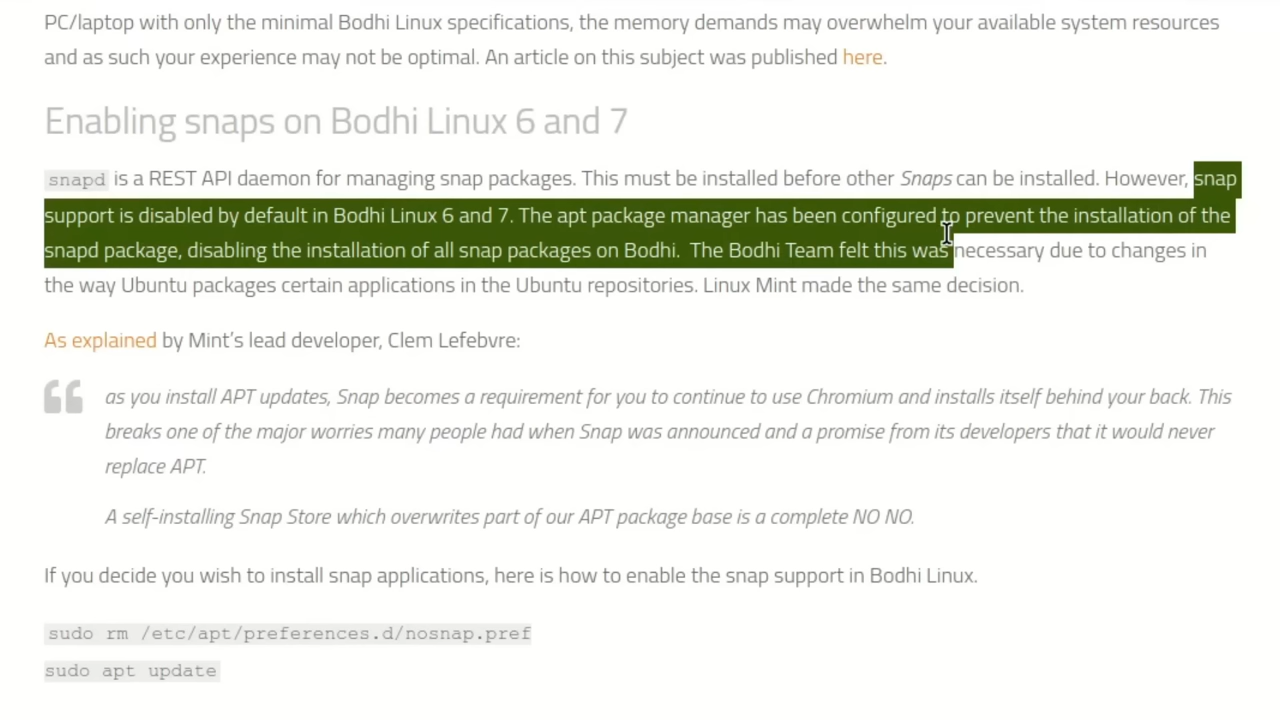 PC/laptop with only the minimal Bodhi Linux specifications, the memory demands may overwhelm your available system resources
and as such your experience may not be optimal. An article on this subject was published here.
Enabling snaps on Bodhi Linux 6 and 7
snapd is a REST API daemon for managing snap packages. This must be installed before other Snaps can be installed. However, snap
support is disabled by default in Bodhi Linux 6 and 7. The apt package manager has been configured to prevent the installation of the
snapd package, disabling the installation of all snap packages on Bodhi. The Bodhi Team felt this was necessary due to changes in
the way Ubuntu packages certain applications in the Ubuntu repositories. Linux Mint made the same decision.
As explained by Mint’s lead developer, Clem Lefebvre:
as you install APT updates, Snap becomes a requirement for you to continue to use Chromium and installs itself behind your back. This
breaks one of the major worries many people had when Snap was announced and a promise from its developers that it would never
replace APT.
A self-installing Snap Store which overwrites part of our APT package base is a complete NO NO.
If you decide you wish to install snap applications, here is how to enable the snap support in Bodhi Linux.
sudo rm /etc/apt/preferences.d/nosnap.pref
sudo apt update